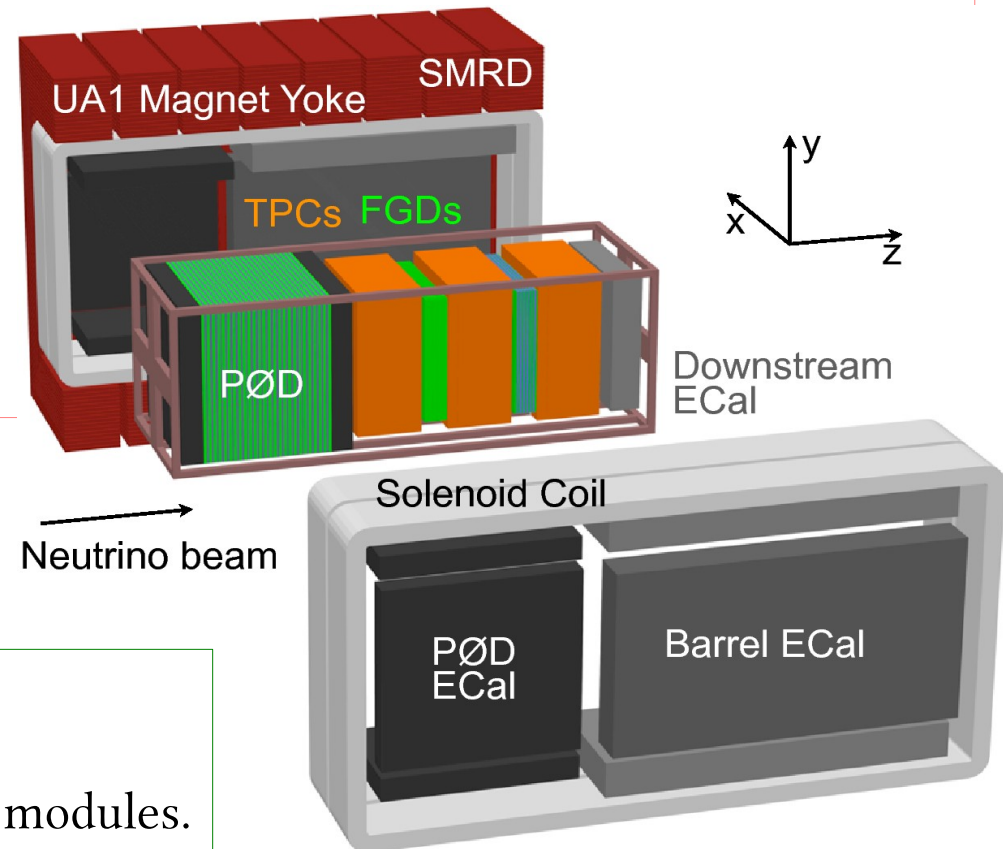 SMRD
UA1 Magnet Yoke
y
x
z
TPCs FGDs
PØD
Downstream
ECal
Solenoid Coil
Neutrino beam
PØD
ECal
Barrel ECal
modules.